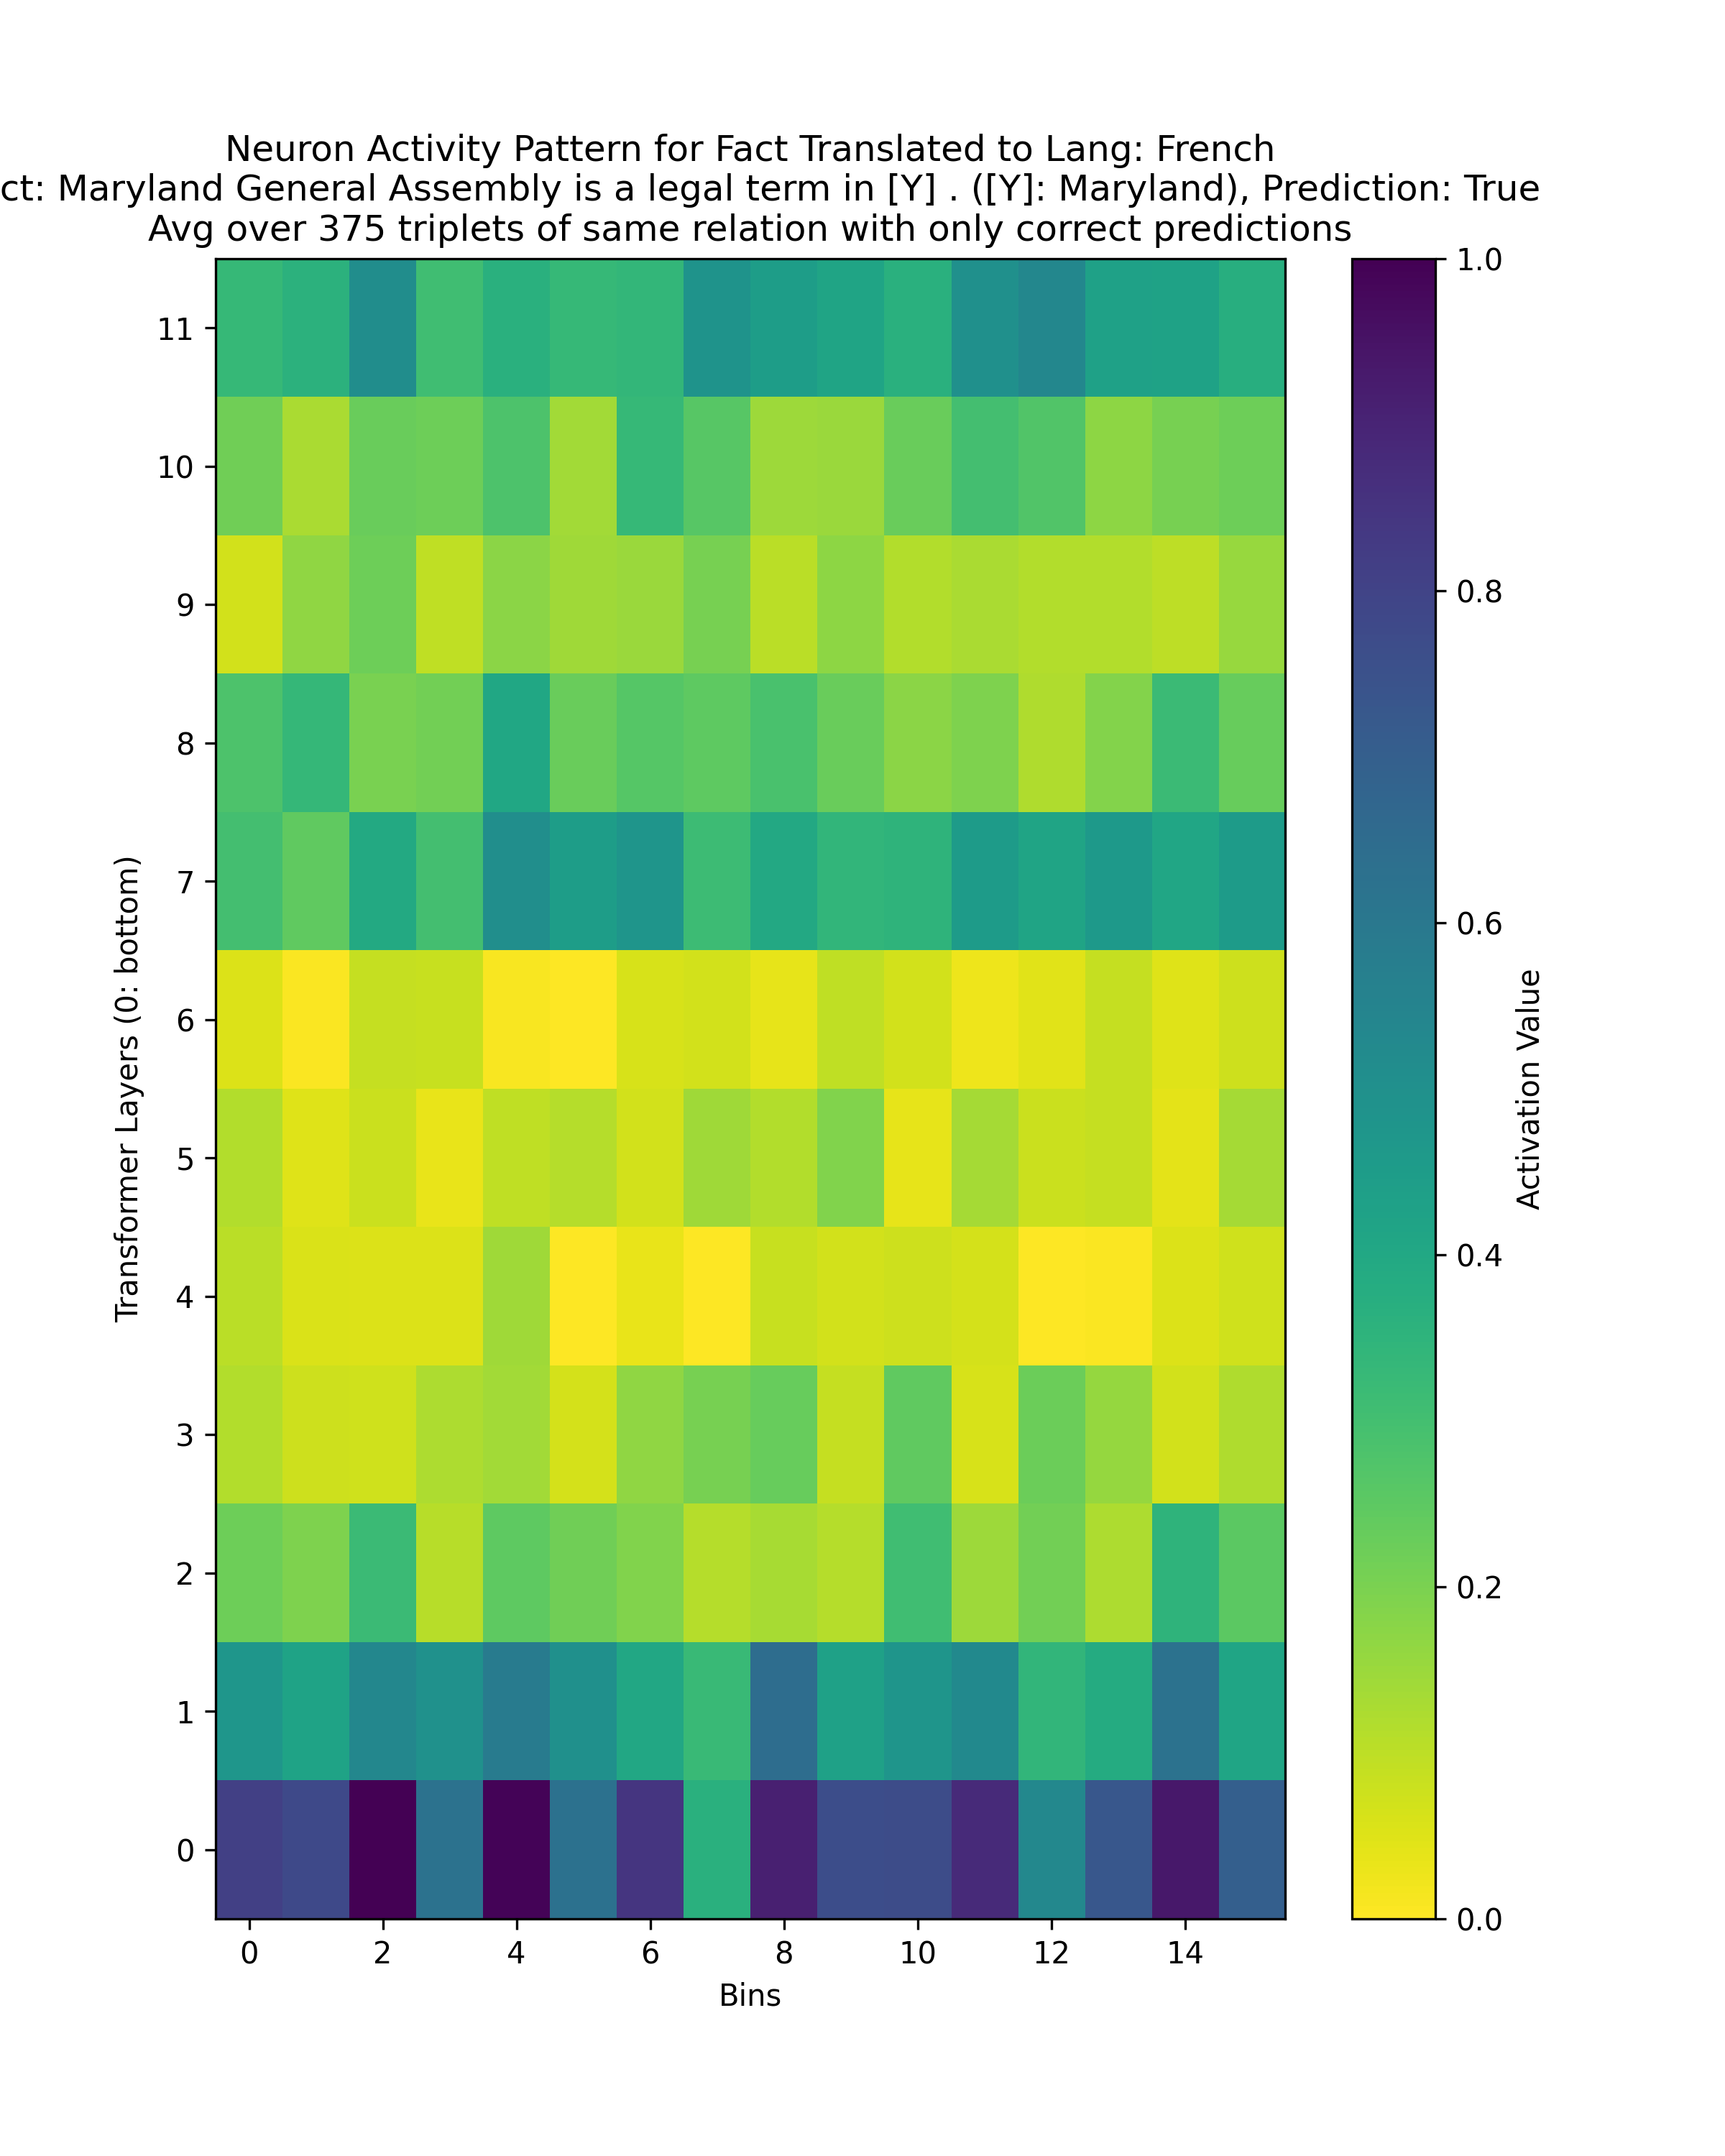 Neuron Activity Pattern for Fact Translated to Lang: French
ct: Maryland General Assembly is a legal term in [Y] . ([Y]: Maryland), Prediction: True
Avg over 375 triplets of same relation with only correct predictions
11
10
9
8
7
6
5
4
3
2
1
0
Transformer Layers (0: bottom)
0 2 4 6 8 10 12 14
Bins
1.0
0.8
0.6
0.4
0.2
0.0
Activation Value